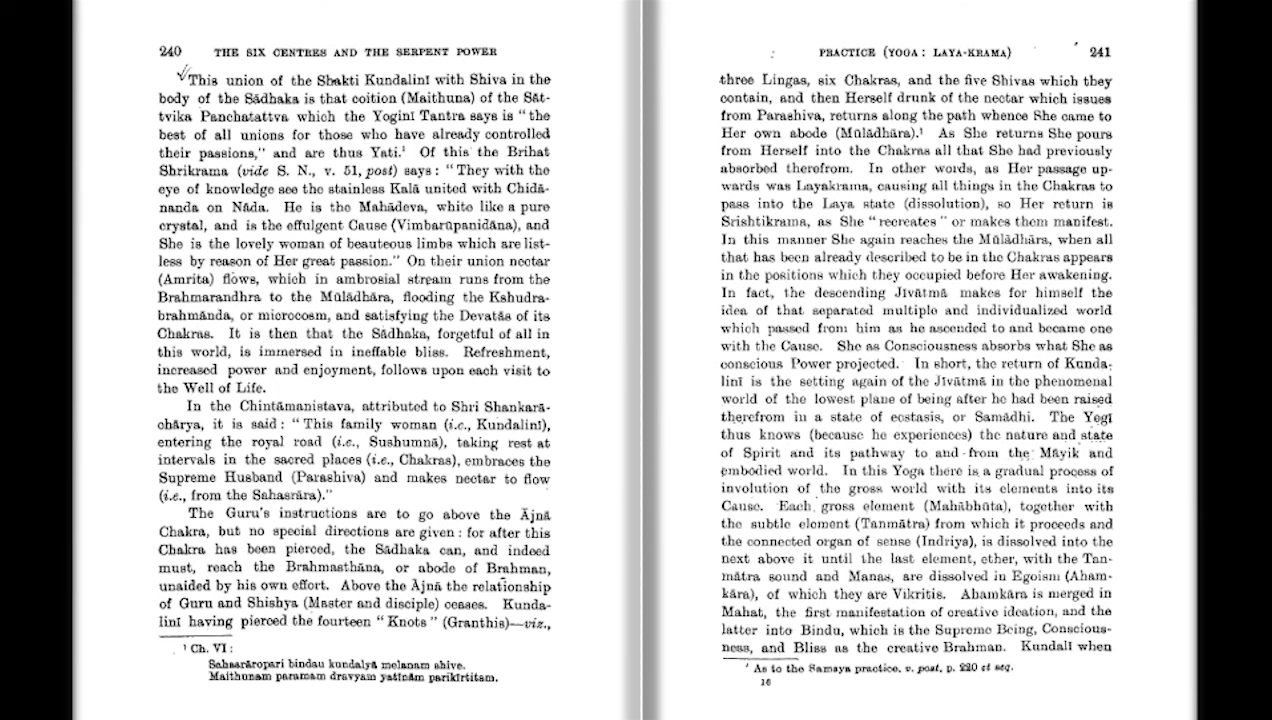 240 THE SIX CENTRES AND THE SERPENT POWER
This union of the Shakti Kundalinī with Shiva in the
body of the Sādhaka is that coition (Maithuna) of the Sāt-
tvika Panchatattva which the Yoginī Tantra says is “the
best of all unions for those who have already controlled
their passions,” and are thus Yati.¹ Of this the Brihat
Shrīkrama (vide S. N., v. 51, post) says: “They with the
eye of knowledge see the stainless Kalā united with Chidā-
nanda on Nāda. He is the Mahādeva, white like a pure
crystal, and is the effulgent Cause (Vimbarūpanidāna), and
She is the lovely woman of beauteous limbs which are list-
less by reason of Her great passion.” On their union nectar
(Amrita) flows, which in ambrosial stream runs from the
Brahmarandhra to the Mūlādhāra, flooding the Kshudra-
brahmānda, or microcosm, and satisfying the Devatās of its
Chakras. It is then that the Sādhaka, forgetful of all in
this world, is immersed in ineffable bliss. Refreshment,
increased power and enjoyment, follows upon each visit to
the Well of Life.
In the Chintāmanistava, attributed to Shri Shankarā-
chārya, it is said: “This family woman (i.e., Kundalinī),
entering the royal road (i.e., Sushumnā), taking rest at
intervals in the sacred places (i.e., Chakras), embraces the
Supreme Husband (Parashiva) and makes nectar to flow
(i.e., from the Sahasrāra).”
The Guru’s instructions are to go above the Ājnā
Chakra, but no special directions are given: for after this
Chakra has been pierced, the Sādhaka can, and indeed
must, reach the Brahmasthāna, or abode of Brahman,
unaided by his own effort. Above the Ājnā the relationship
of Guru and Shishya (Master and disciple) ceases. Kunda-
linī having pierced the fourteen “Knots” (Granthis)—viz.,
¹ Ch. VI:
Sahasrāropari bindau kundalyā melanam shive.
Maithunam paramam dravyam yatīnām parikīrtitam.
PRACTICE (YOGA: LAYA-KRAMA) 241
three Lingas, six Chakras, and the five Shivas which they
contain, and then Herself drunk of the nectar which issues
from Parashiva, returns along the path whence She came to
Her own abode (Mūlādhāra).¹ As She returns She pours
from Herself into the Chakras all that She had previously
absorbed therefrom. In other words, as Her passage up-
wards was Layakrama, causing all things in the Chakras to
pass into the Laya state (dissolution), so Her return is
Srishtikrama, as She “recreates” or makes them manifest.
In this manner She again reaches the Mūlādhāra, when all
that has been already described to be in the Chakras appears
in the positions which they occupied before Her awakening.
In fact, the descending Jīvātmā makes for himself the
idea of that separated multiple and individualized world
which passed from him as he ascended to and became one
with the Cause. She as Consciousness absorbs what She as
conscious Power projected. In short, the return of Kunda-
linī is the setting again of the Jīvātmā in the phenomenal
world of the lowest plane of being after he had been raised
therefrom in a state of ecstasis, or Samādhi. The Yogī
thus knows (because he experiences) the nature and state
of Spirit and its pathway to and from the Māyik and
embodied world. In this Yoga there is a gradual process of
involution of the gross world with its elements into its
Cause. Each gross element (Mahābhūta), together with
the subtle element (Tanmātra) from which it proceeds and
the connected organ of sense (Indriya), is dissolved into the
next above it until the last element, ether, with the Tan-
mātra sound and Manas, are dissolved in Egoism (Aham-
kāra), of which they are Vikritis. Ahamkāra is merged in
Mahat, the first manifestation of creative ideation, and the
latter into Bindu, which is the Supreme Being, Conscious-
ness, and Bliss as the creative Brahman. Kundalī when
¹ As to the Samaya practice, v. post, p. 220 et seq.
16